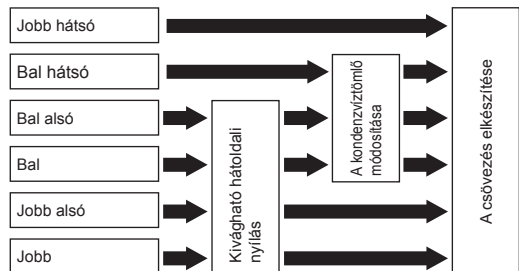 Jobb hátsó
Bal hátsó
Bal alsó
Bal
Jobb alsó
Jobb
Kivágható hátoldali
nyílás
A kondenzvíztömlő
módosítása
A csövezés elkészítése